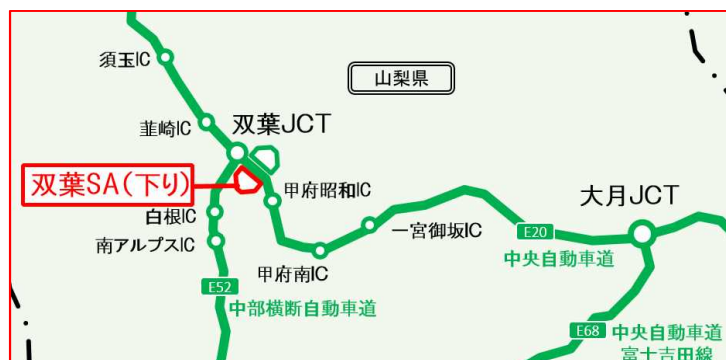 須玉IC
山梨県
韮崎IC
双葉JCT
双葉SA(下り)
甲府昭和IC
大月JCT
白根IC
一宮御坂IC
E20
南アルプスIC
中央自動車道
甲府南IC
E52
中部横断自動車道
E68
中央自動車道
富士吉田線